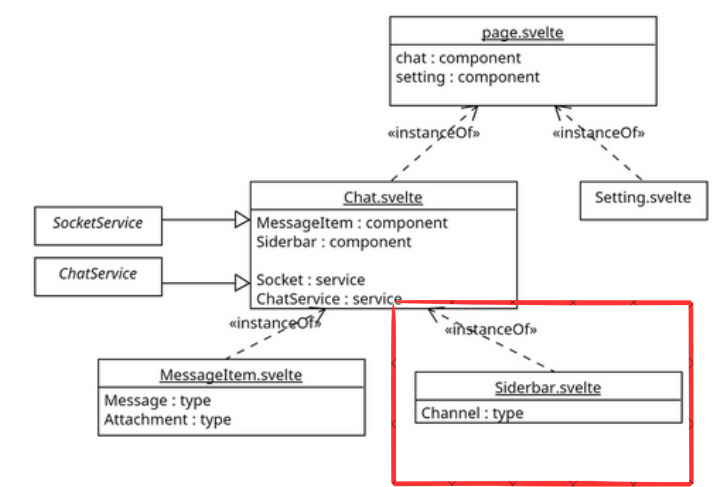 page.svelte
chat : component
setting : component
«instanceOf»
«instanceOf»
Chat.svelte
MessageItem : component
Siderbar : component
Socket : service
ChatService : service
Setting.svelte
SocketService
ChatService
«instanceOf»
«instanceOf»
MessageItem.svelte
Message : type
Attachment : type
Siderbar.svelte
Channel : type